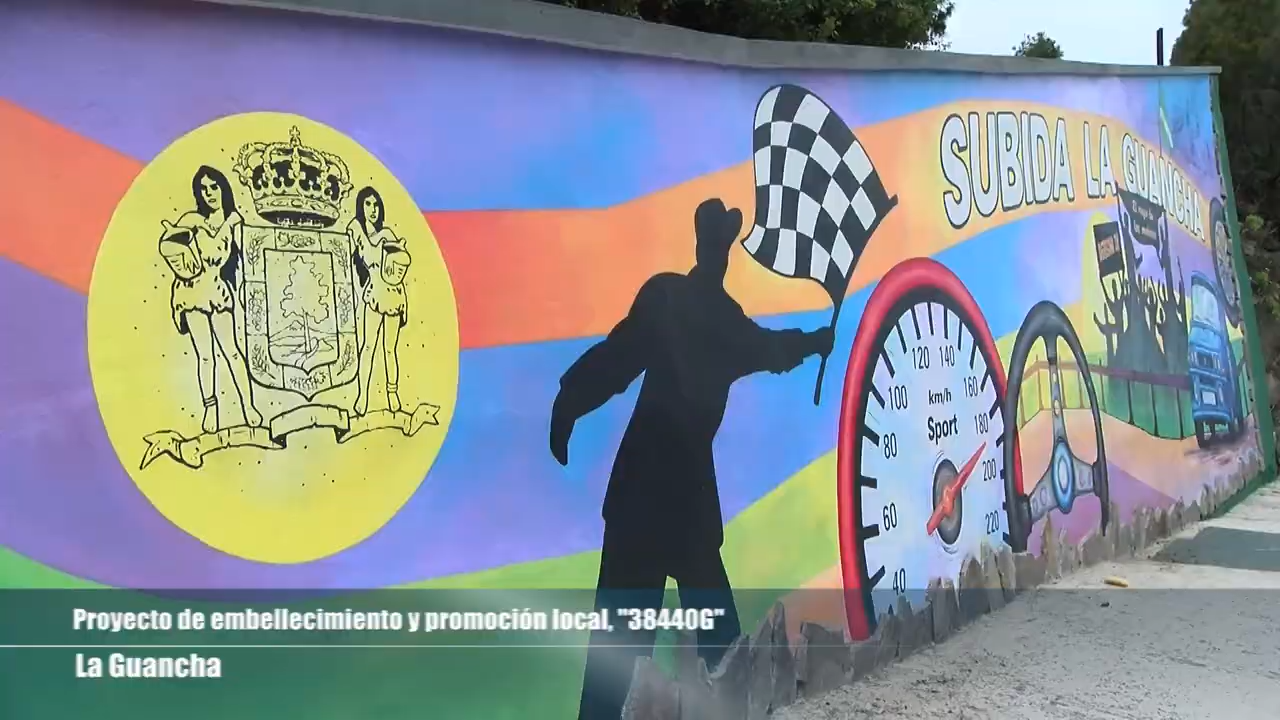 SUBIDA LA GUANCHA
120 140
100 km/h 160
Sport 180
80
200
60
220
40
Proyecto de embellecimiento y promoción local, "38440G"
La Guancha